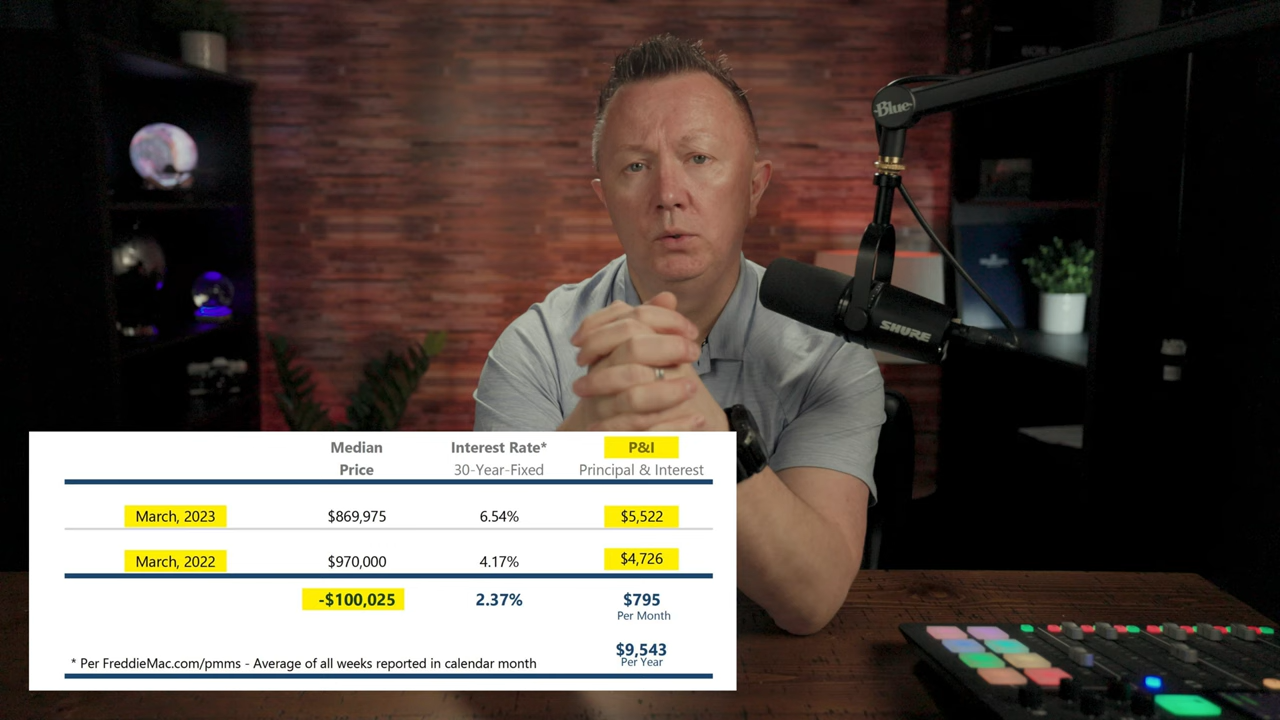 Blue
SHURE
Median Price
Interest Rate*
30-Year-Fixed
P&I
Principal & Interest
March, 2023
$869,975
6.54%
$5,522
March, 2022
$970,000
4.17%
$4,726
-$100,025
2.37%
$795
Per Month
$9,543
Per Year
* Per FreddieMac.com/pmms - Average of all weeks reported in calendar month